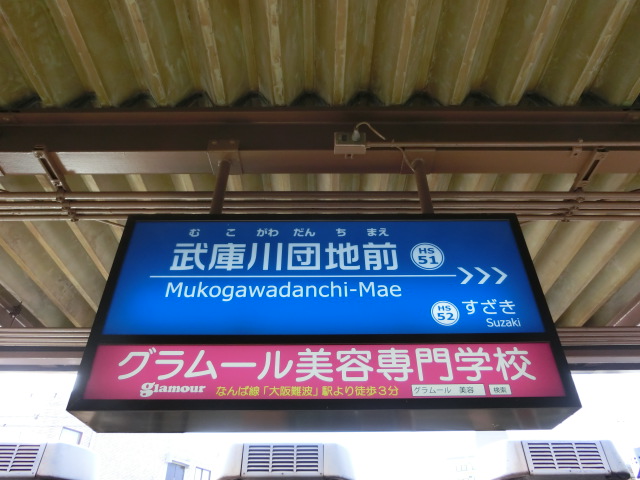 むこがわだんちまえ
武庫川団地前 HS 51
Mukogawadanchi-Mae
HS 52 すざき
Suzaki
グラムール美容専門学校
glamour なんば線「大阪難波」駅より徒歩3分 グラムール 美容 検索